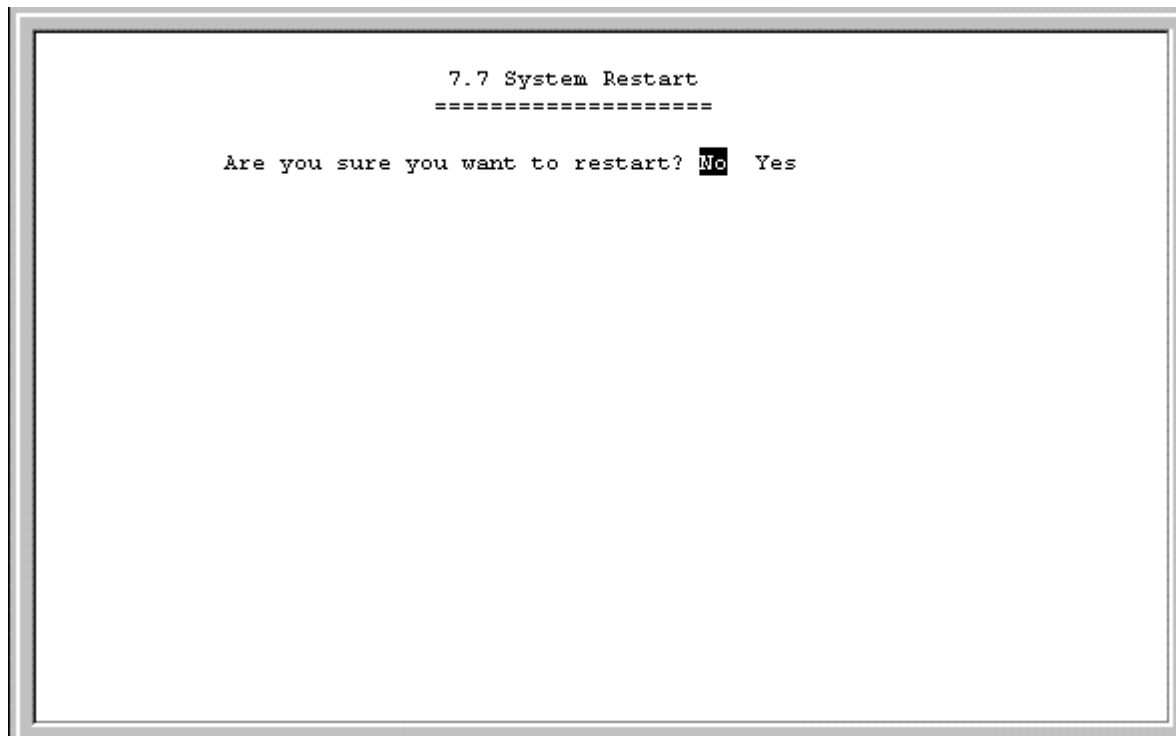 7.7 System Restart
====================
Are you sure you want to restart? No Yes